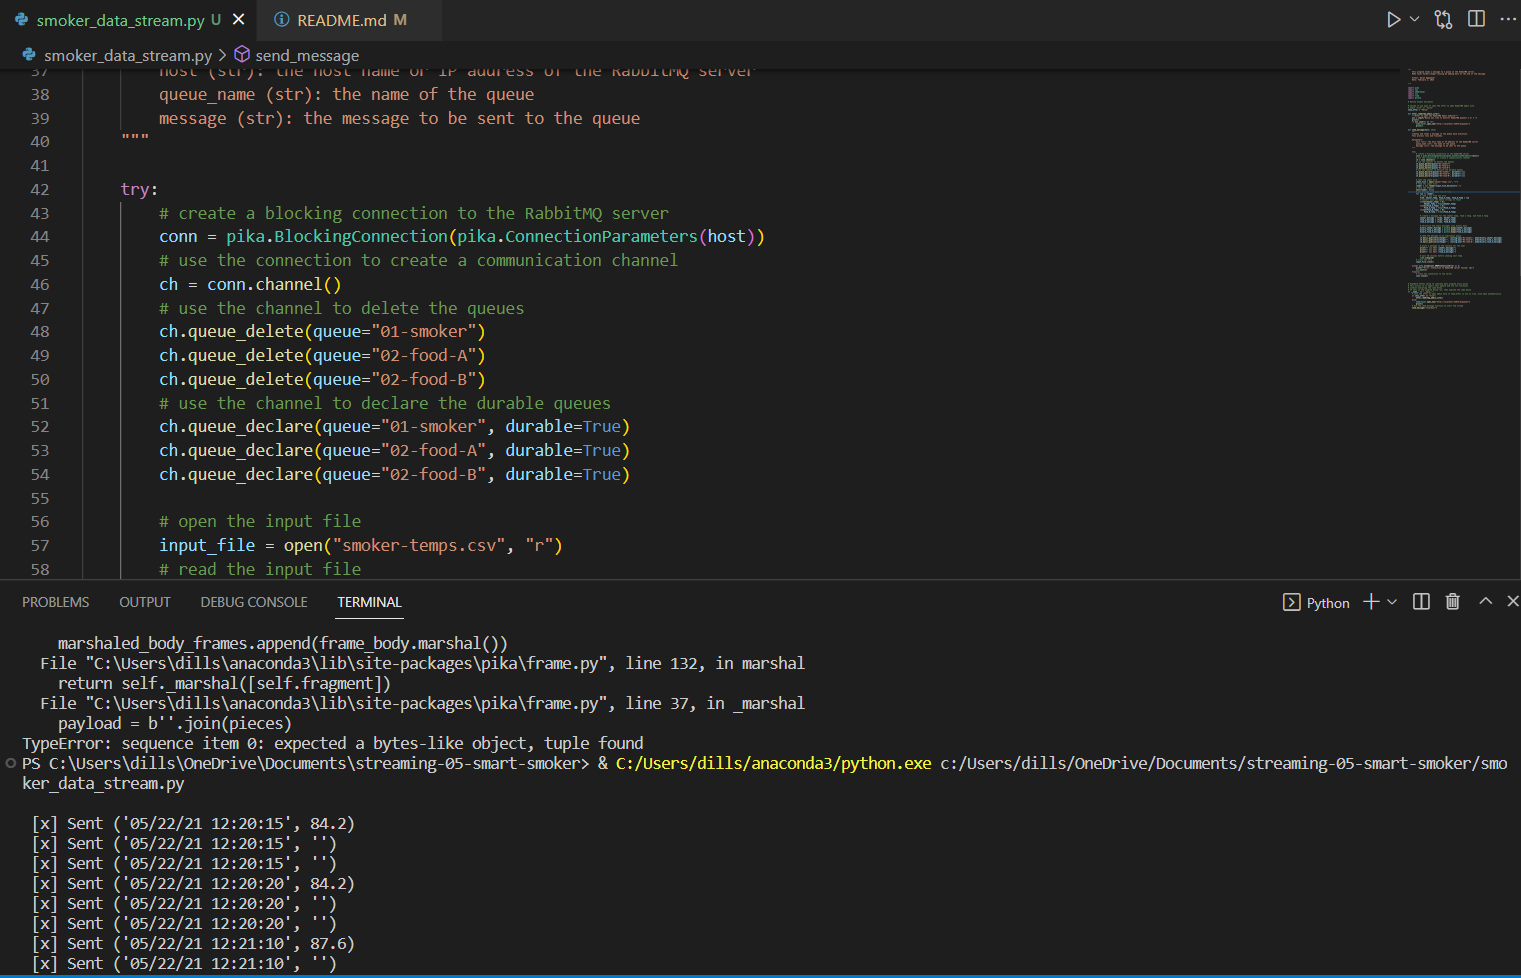 smoker_data_stream.py U
README.md M
smoker_data_stream.py > send_message
37 host (str): the host name or IP address of the RabbitMQ server
38 queue_name (str): the name of the queue
39 message (str): the message to be sent to the queue
40 """
41
42 try:
43 # create a blocking connection to the RabbitMQ server
44 conn = pika.BlockingConnection(pika.ConnectionParameters(host))
45 # use the connection to create a communication channel
46 ch = conn.channel()
47 # use the channel to delete the queues
48 ch.queue_delete(queue="01-smoker")
49 ch.queue_delete(queue="02-food-A")
50 ch.queue_delete(queue="02-food-B")
51 # use the channel to declare the durable queues
52 ch.queue_declare(queue="01-smoker", durable=True)
53 ch.queue_declare(queue="02-food-A", durable=True)
54 ch.queue_declare(queue="02-food-B", durable=True)
55
56 # open the input file
57 input_file = open("smoker-temps.csv", "r")
58 # read the input file
PROBLEMS OUTPUT DEBUG CONSOLE TERMINAL
Python
marshaled_body_frames.append(frame_body.marshal())
File "C:\Users\dills\anaconda3\lib\site-packages\pika\frame.py", line 132, in marshal
return self._marshal([self.fragment])
File "C:\Users\dills\anaconda3\lib\site-packages\pika\frame.py", line 37, in _marshal
payload = b''.join(pieces)
TypeError: sequence item 0: expected a bytes-like object, tuple found
PS C:\Users\dills\OneDrive\Documents\streaming-05-smart-smoker> & C:/Users/dills/anaconda3/python.exe c:/Users/dills/OneDrive/Documents/streaming-05-smart-smoker/smo
ker_data_stream.py
[x] Sent ('05/22/21 12:20:15', 84.2)
[x] Sent ('05/22/21 12:20:15', '')
[x] Sent ('05/22/21 12:20:15', '')
[x] Sent ('05/22/21 12:20:20', 84.2)
[x] Sent ('05/22/21 12:20:20', '')
[x] Sent ('05/22/21 12:20:20', '')
[x] Sent ('05/22/21 12:21:10', 87.6)
[x] Sent ('05/22/21 12:21:10', '')